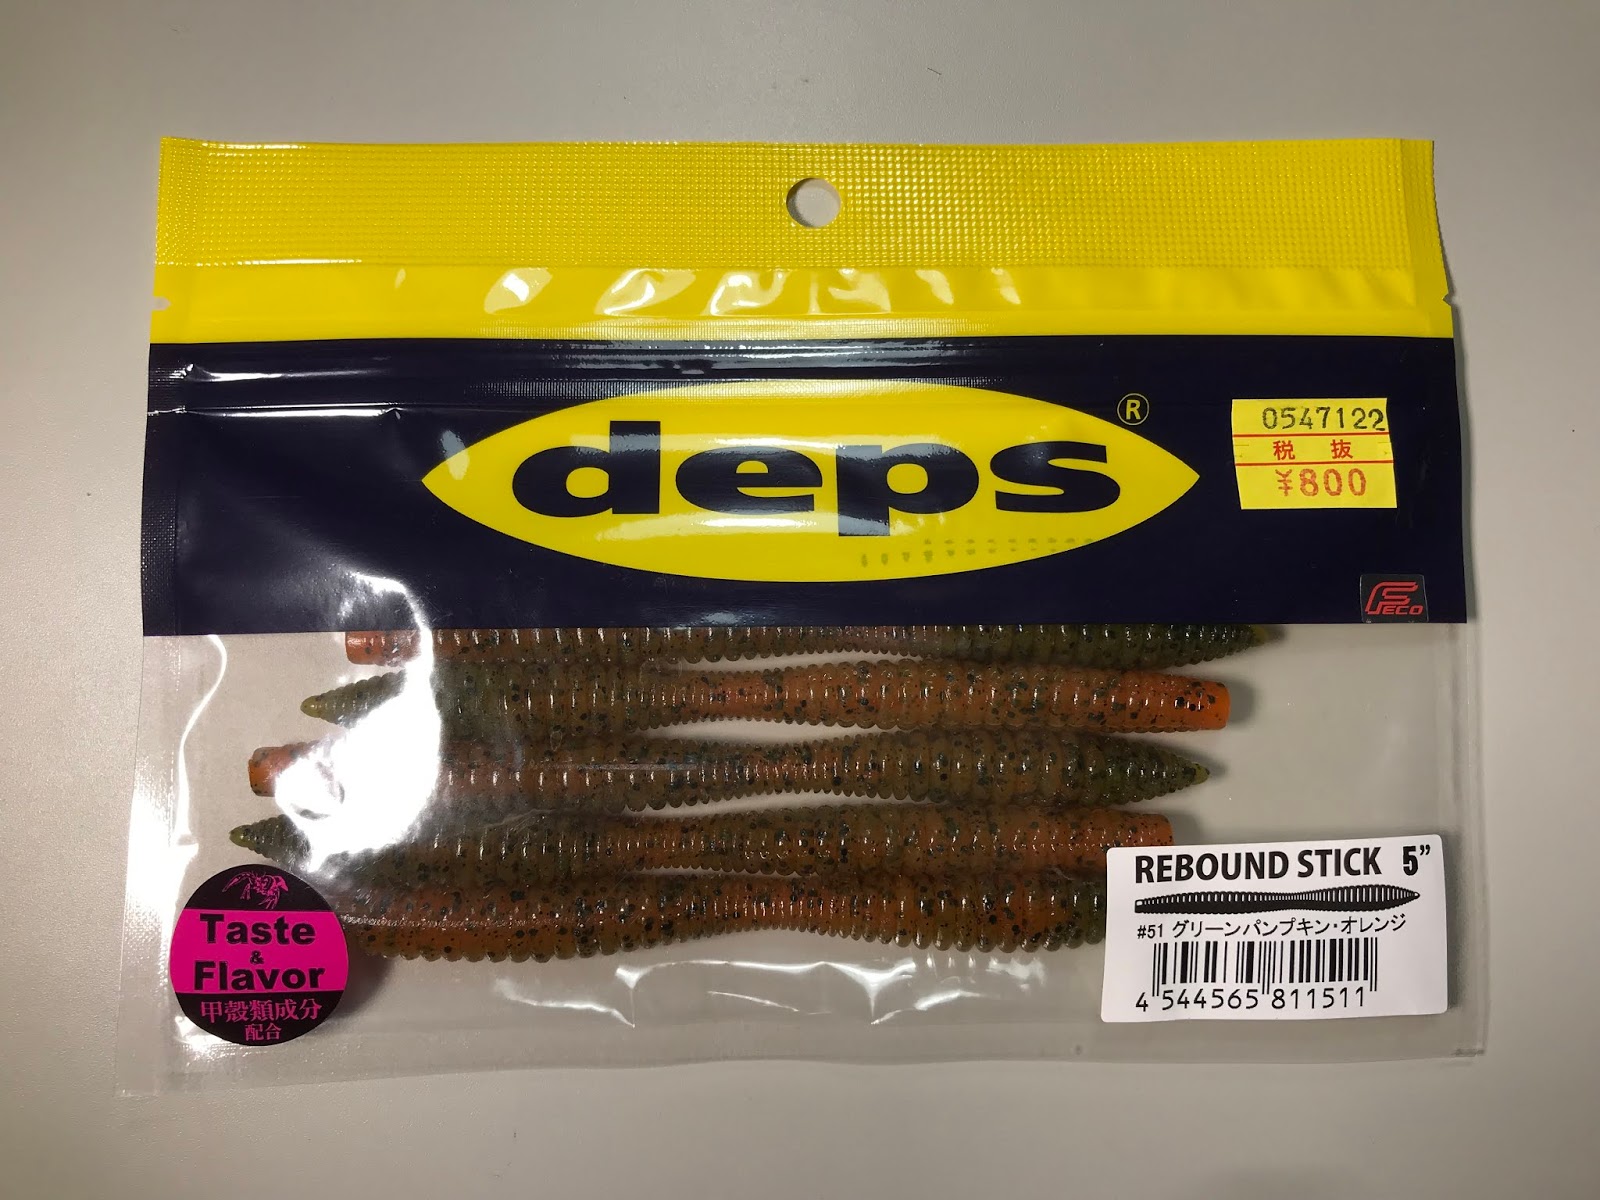 deps®
0547122
税 抜
¥800
FECO
REBOUND STICK 5”
#51 グリーンパンプキン・オレンジ
4 544565 811511
Taste
&
Flavor
甲殻類成分
配合